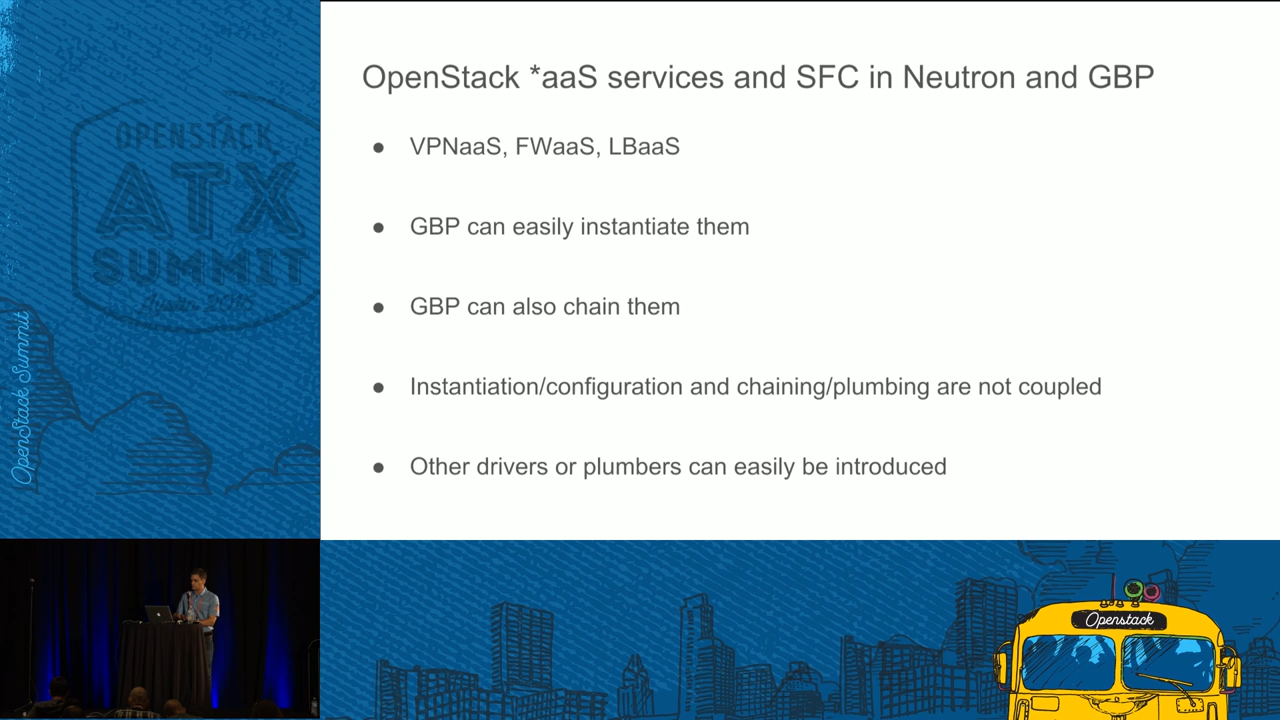 OpenStack *aaS services and SFC in Neutron and GBP
● VPNaaS, FWaaS, LBaaS
● GBP can easily instantiate them
● GBP can also chain them
● Instantiation/configuration and chaining/plumbing are not coupled
● Other drivers or plumbers can easily be introduced
OPENSTACK
ATX
SUMMIT
Austin 2016
OpenStack Summit
Openstack